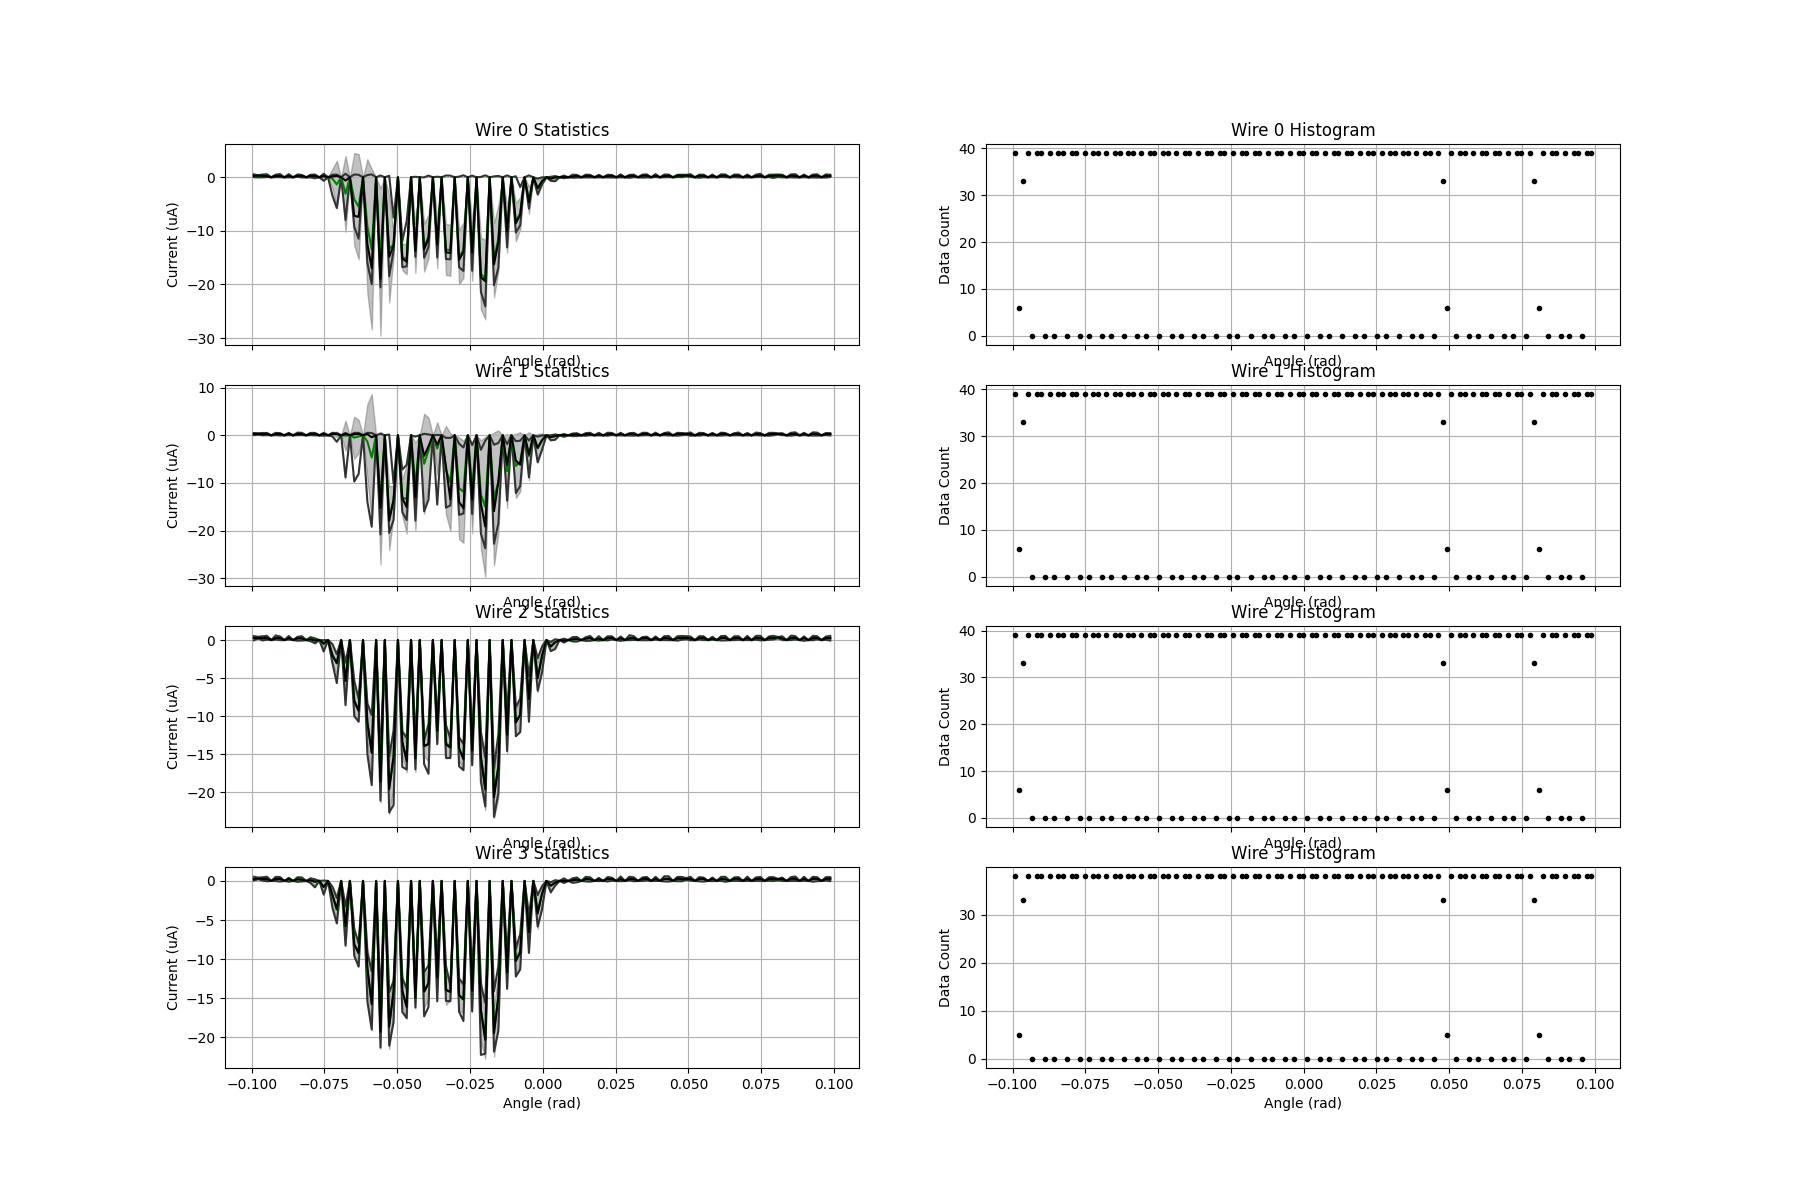 Wire 0 Statistics
Current (uA)
0
−10
−20
−30
Angle (rad)
Wire 0 Histogram
Data Count
40
30
20
10
0
Angle (rad)
Wire 1 Statistics
Current (uA)
10
0
−10
−20
−30
Angle (rad)
Wire 1 Histogram
Data Count
40
30
20
10
0
Angle (rad)
Wire 2 Statistics
Current (uA)
0
−5
−10
−15
−20
Angle (rad)
Wire 2 Histogram
Data Count
40
30
20
10
0
Angle (rad)
Wire 3 Statistics
Current (uA)
0
−5
−10
−15
−20
−0.100 −0.075 −0.050 −0.025 0.000 0.025 0.050 0.075 0.100
Angle (rad)
Wire 3 Histogram
Data Count
30
20
10
0
−0.100 −0.075 −0.050 −0.025 0.000 0.025 0.050 0.075 0.100
Angle (rad)